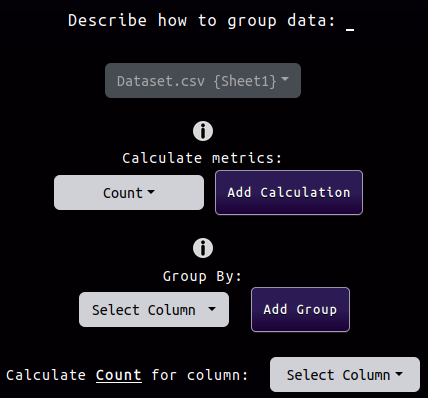 Describe how to group data: _
Dataset.csv {Sheet1}
Calculate metrics:
Count Add Calculation
Group By:
Select Column Add Group
Calculate Count for column: Select Column